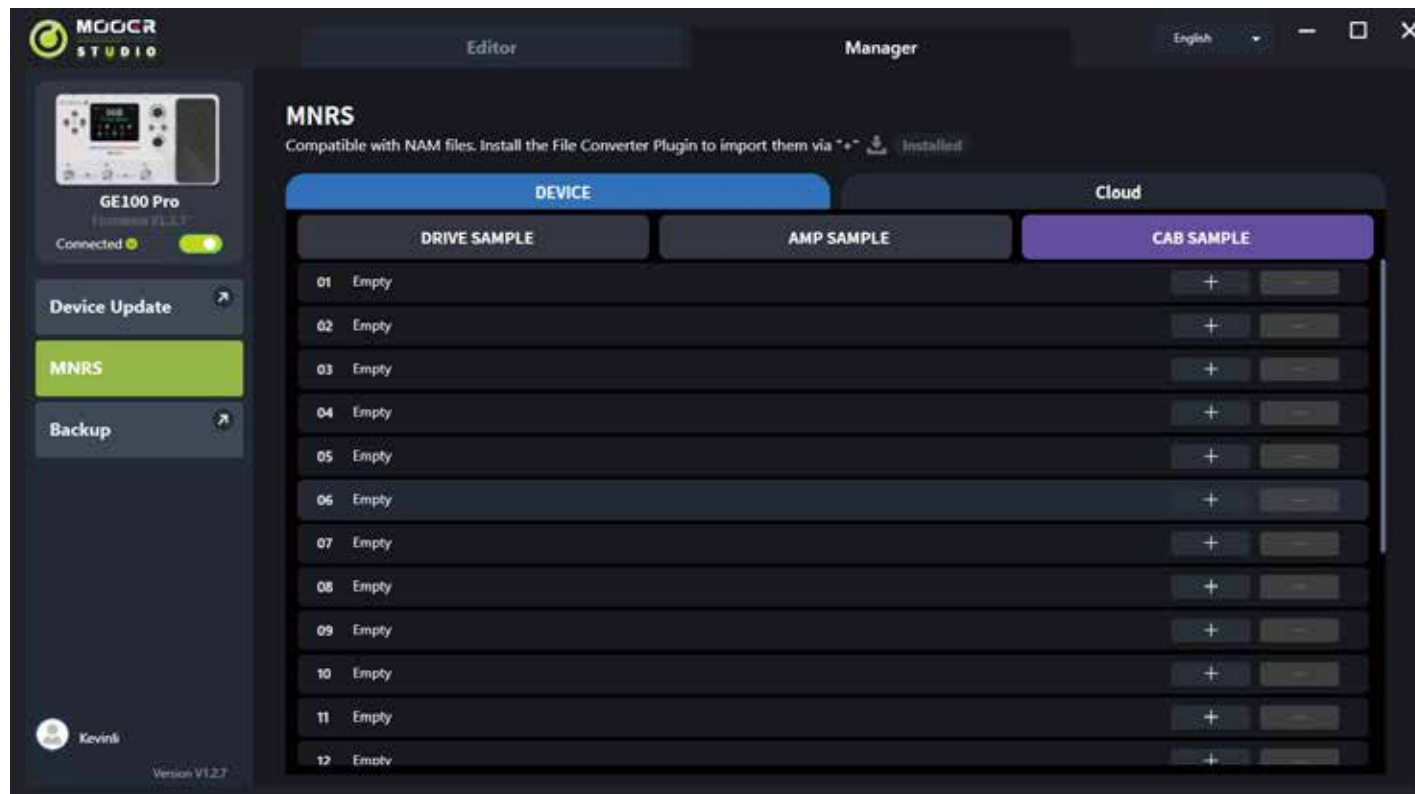 MOOER
STUDIO
Editor
Manager
English
GE100 Pro
Connected
Device Update
MNRS
Backup
Kevinli
Version V1.2.7
MNRS
Compatible with NAM files. Install the File Converter Plugin to import them via "+" Installed
DEVICE
Cloud
DRIVE SAMPLE
AMP SAMPLE
CAB SAMPLE
01 Empty + −
02 Empty + −
03 Empty + −
04 Empty + −
05 Empty + −
06 Empty + −
07 Empty + −
08 Empty + −
09 Empty + −
10 Empty + −
11 Empty + −
12 Empty +